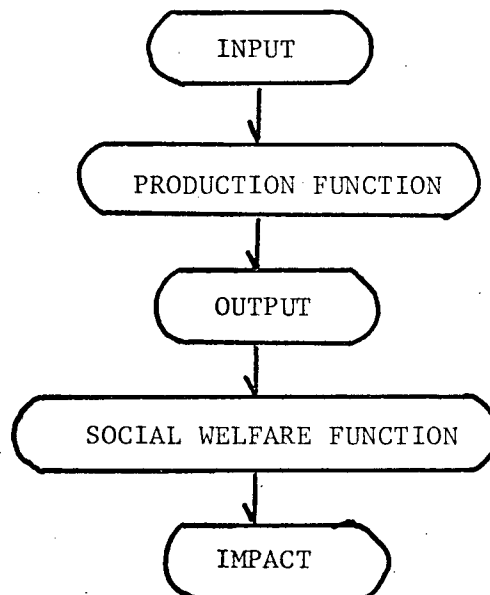 INPUT
PRODUCTION FUNCTION
OUTPUT
SOCIAL WELFARE FUNCTION
IMPACT